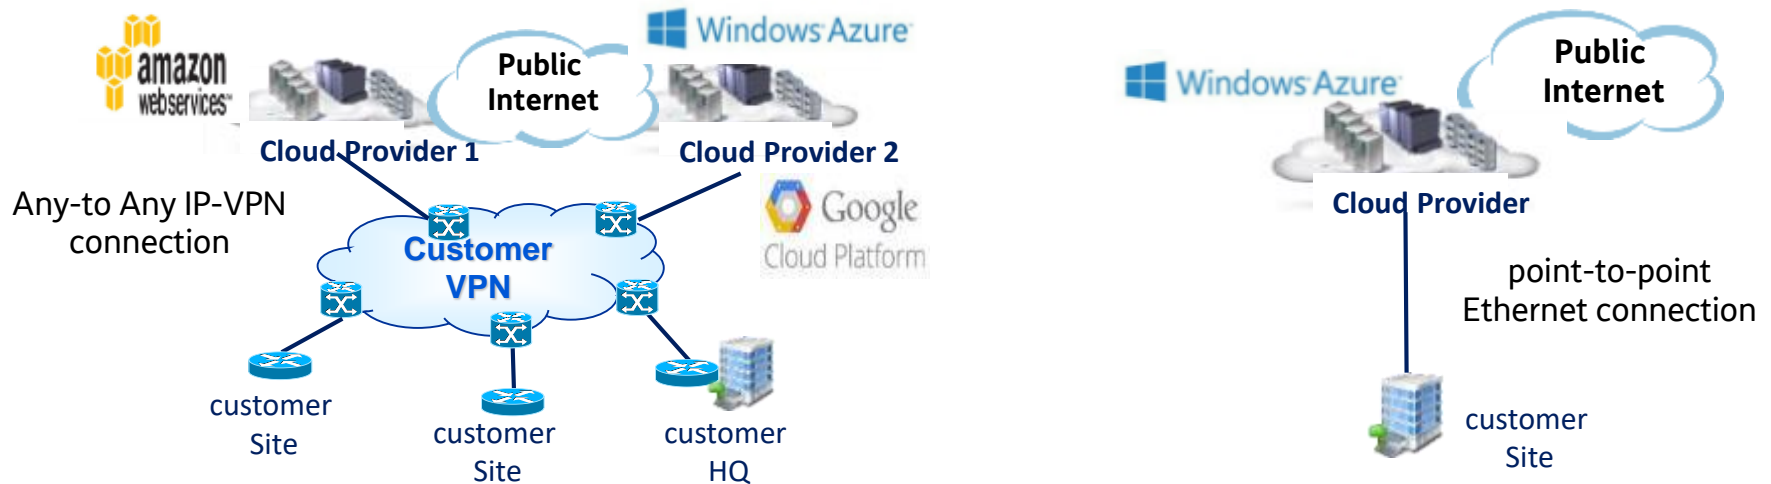 amazon
webservices™
Public
Internet
Windows Azure
Cloud Provider 1
Cloud Provider 2
Any-to Any IP-VPN
connection
Google
Cloud Platform
Customer
VPN
customer
Site
customer
Site
customer
HQ
Windows Azure
Public
Internet
Cloud Provider
point-to-point
Ethernet connection
customer
Site